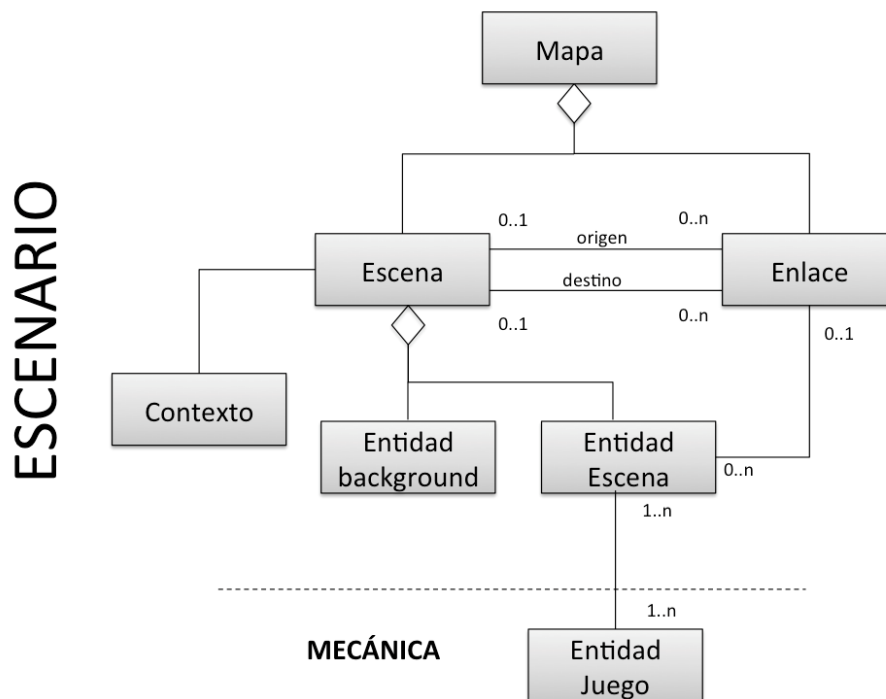 ESCENARIO
Mapa
0..1
0..n
origen
Escena
Enlace
destino
0..1
0..n
0..1
Contexto
Entidad
background
Entidad
Escena
0..n
1..n
1..n
MECÁNICA
Entidad
Juego